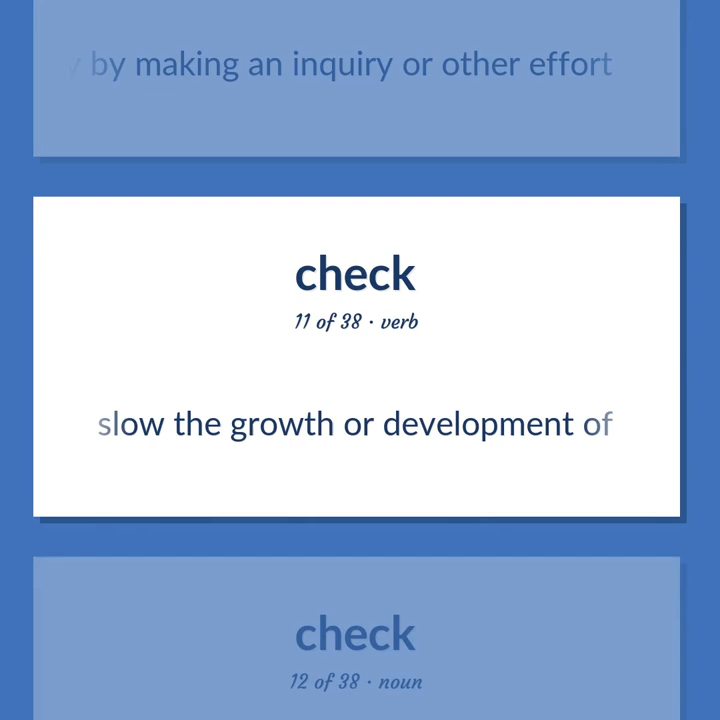 by making an inquiry or other effort
check
11 of 38 · verb
slow the growth or development of
check
12 of 38 · noun